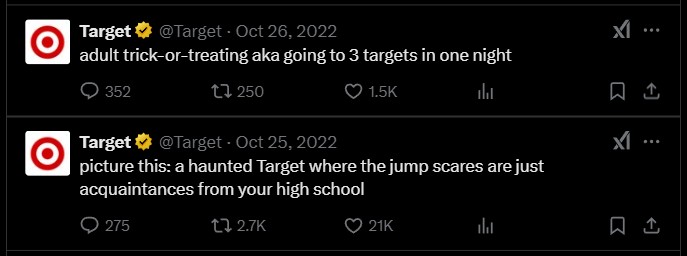 Target @Target · Oct 26, 2022
adult trick-or-treating aka going to 3 targets in one night
352 250 1.5K
Target @Target · Oct 25, 2022
picture this: a haunted Target where the jump scares are just
acquaintances from your high school
275 2.7K 21K